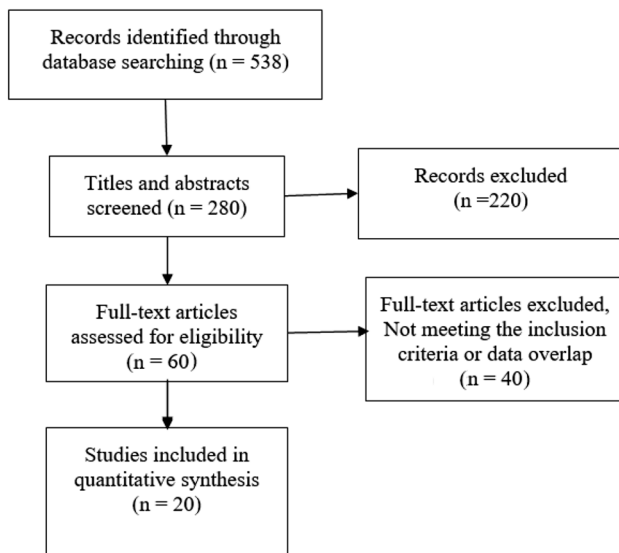 Records identified through
database searching (n = 538)
Titles and abstracts
screened (n = 280)
Records excluded
(n =220)
Full-text articles
assessed for eligibility
(n = 60)
Full-text articles excluded,
Not meeting the inclusion
criteria or data overlap
(n = 40)
Studies included in
quantitative synthesis
(n = 20)